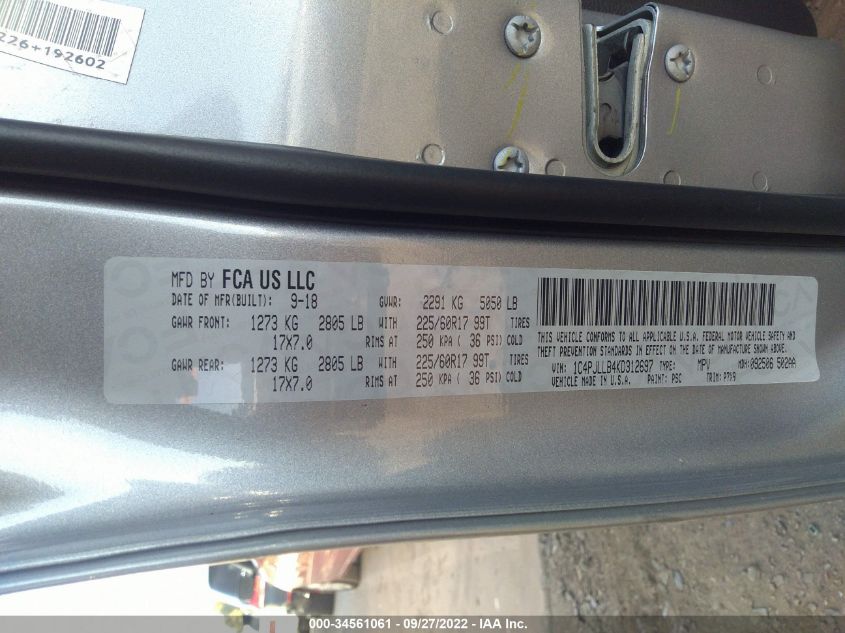 226+192602
MFD BY FCA US LLC
DATE OF MFR(BUILT): 9-18 GVWR: 2291 KG 5050 LB
GAWR FRONT: 1273 KG 2805 LB WITH 225/60R17 99T TIRES
17X7.0 RIMS AT 250 KPA ( 36 PSI) COLD
GAWR REAR: 1273 KG 2805 LB WITH 225/60R17 99T TIRES
17X7.0 RIMS AT 250 KPA ( 36 PSI) COLD
THIS VEHICLE CONFORMS TO ALL APPLICABLE U.S.A. FEDERAL MOTOR VEHICLE SAFETY AND
THEFT PREVENTION STANDARDS IN EFFECT ON THE DATE OF MANUFACTURE SHOWN ABOVE.
VIN: 1C4PJLLB4KD312697 TYPE: MPV MDH: 092506 502AA
VEHICLE MADE IN U.S.A. PAINT: PSC TRIM: P7X9
000-34561061 - 09/27/2022 - IAA Inc.